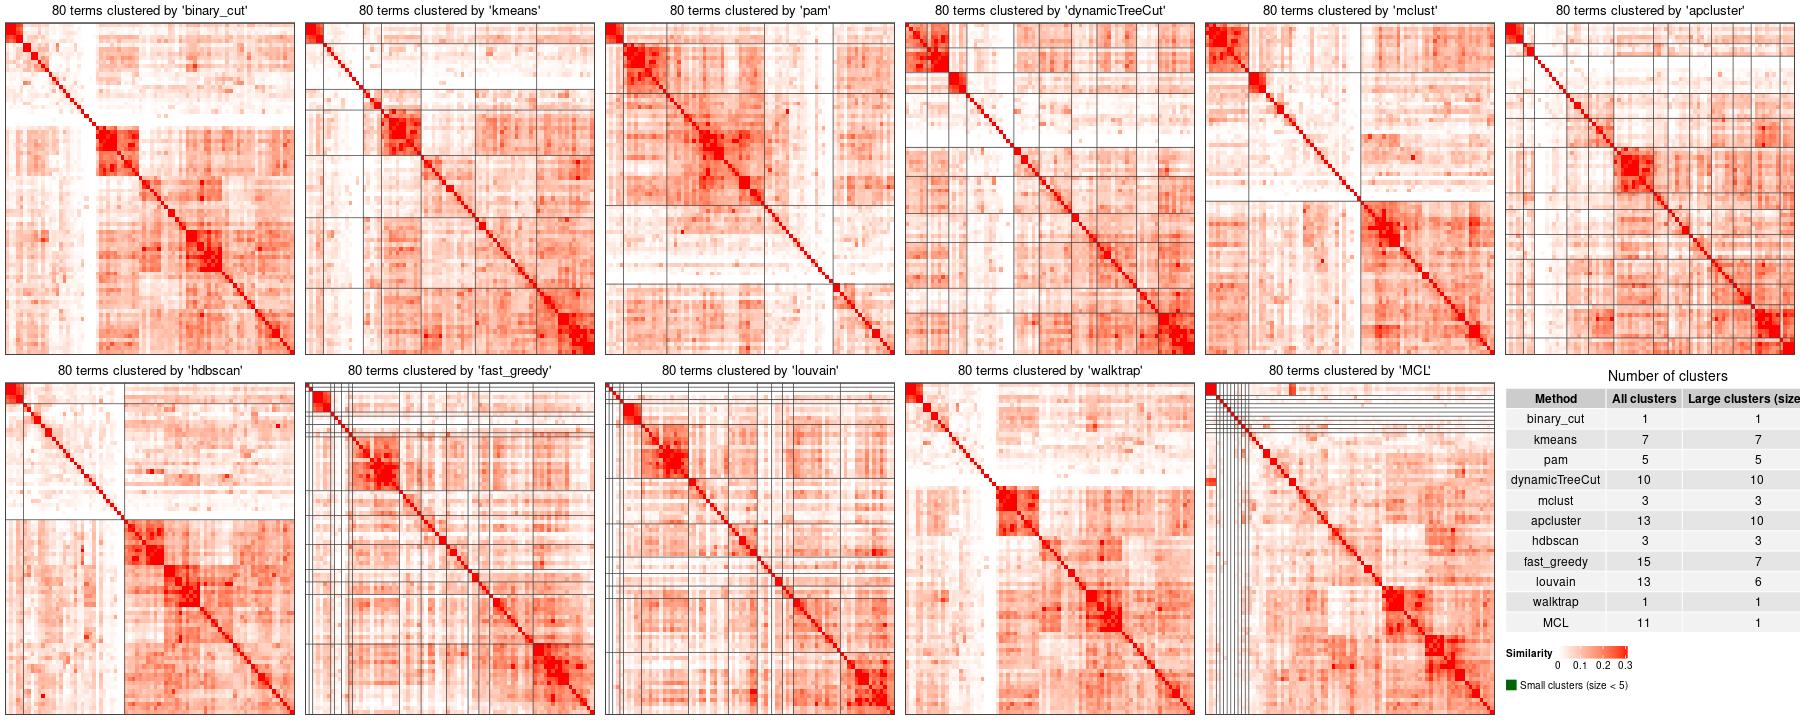 80 terms clustered by 'binary_cut'
80 terms clustered by 'kmeans'
80 terms clustered by 'pam'
80 terms clustered by 'dynamicTreeCut'
80 terms clustered by 'mclust'
80 terms clustered by 'apcluster'
80 terms clustered by 'hdbscan'
80 terms clustered by 'fast_greedy'
80 terms clustered by 'louvain'
80 terms clustered by 'walktrap'
80 terms clustered by 'MCL'
Number of clusters
Method All clusters Large clusters (size
binary_cut 1 1
kmeans 7 7
pam 5 5
dynamicTreeCut 10 10
mclust 3 3
apcluster 13 10
hdbscan 3 3
fast_greedy 15 7
louvain 13 6
walktrap 1 1
MCL 11 1
Similarity
0 0.1 0.2 0.3
Small clusters (size < 5)